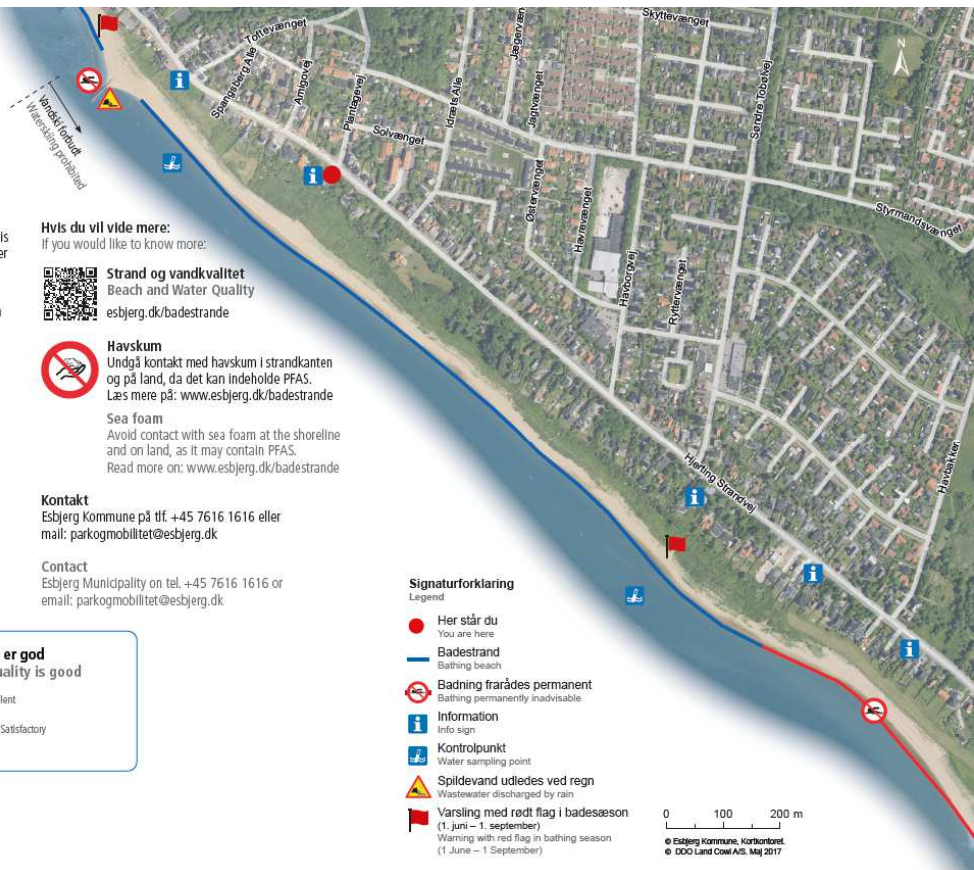 Skyttevænget
Toftevænget
Jægervæn
Spangsberg Alle
Amigovej
Plantagevej
Idræts Alle
Jagtvænget
Søndre Tobølvej
Solvænget
Vandski forbudt
Waterskiing prohibited
Østervænget
Havrevænget
Havborgvej
Ryttervænget
Styrmandsvænget
Hjerting Strandvej
Havbakker
N
is
er
Hvis du vil vide mere:
If you would like to know more:
Strand og vandkvalitet
Beach and Water Quality
esbjerg.dk/badestrande
Havskum
Undgå kontakt med havskum i strandkanten
og på land, da det kan indeholde PFAS.
Læs mere på: www.esbjerg.dk/badestrande
Sea foam
Avoid contact with sea foam at the shoreline
and on land, as it may contain PFAS.
Read more on: www.esbjerg.dk/badestrande
Kontakt
Esbjerg Kommune på tlf. +45 7616 1616 eller
mail: parkogmobilitet@esbjerg.dk
Contact
Esbjerg Municipality on tel. +45 7616 1616 or
email: parkogmobilitet@esbjerg.dk
er god
uality is good
lent
Satisfactory
Signaturforklaring
Legend
Her står du
You are here
Badestrand
Bathing beach
Badning frarådes permanent
Bathing permanently inadvisable
Information
Info sign
Kontrolpunkt
Water sampling point
Spildevand udledes ved regn
Wastewater discharged by rain
Varsling med rødt flag i badesæson
(1. juni – 1. september)
Warning with red flag in bathing season
(1 June – 1 September)
0 100 200 m
© Esbjerg Kommune, Kortkontoret.
© DDO Land Cowi A/S. Maj 2017